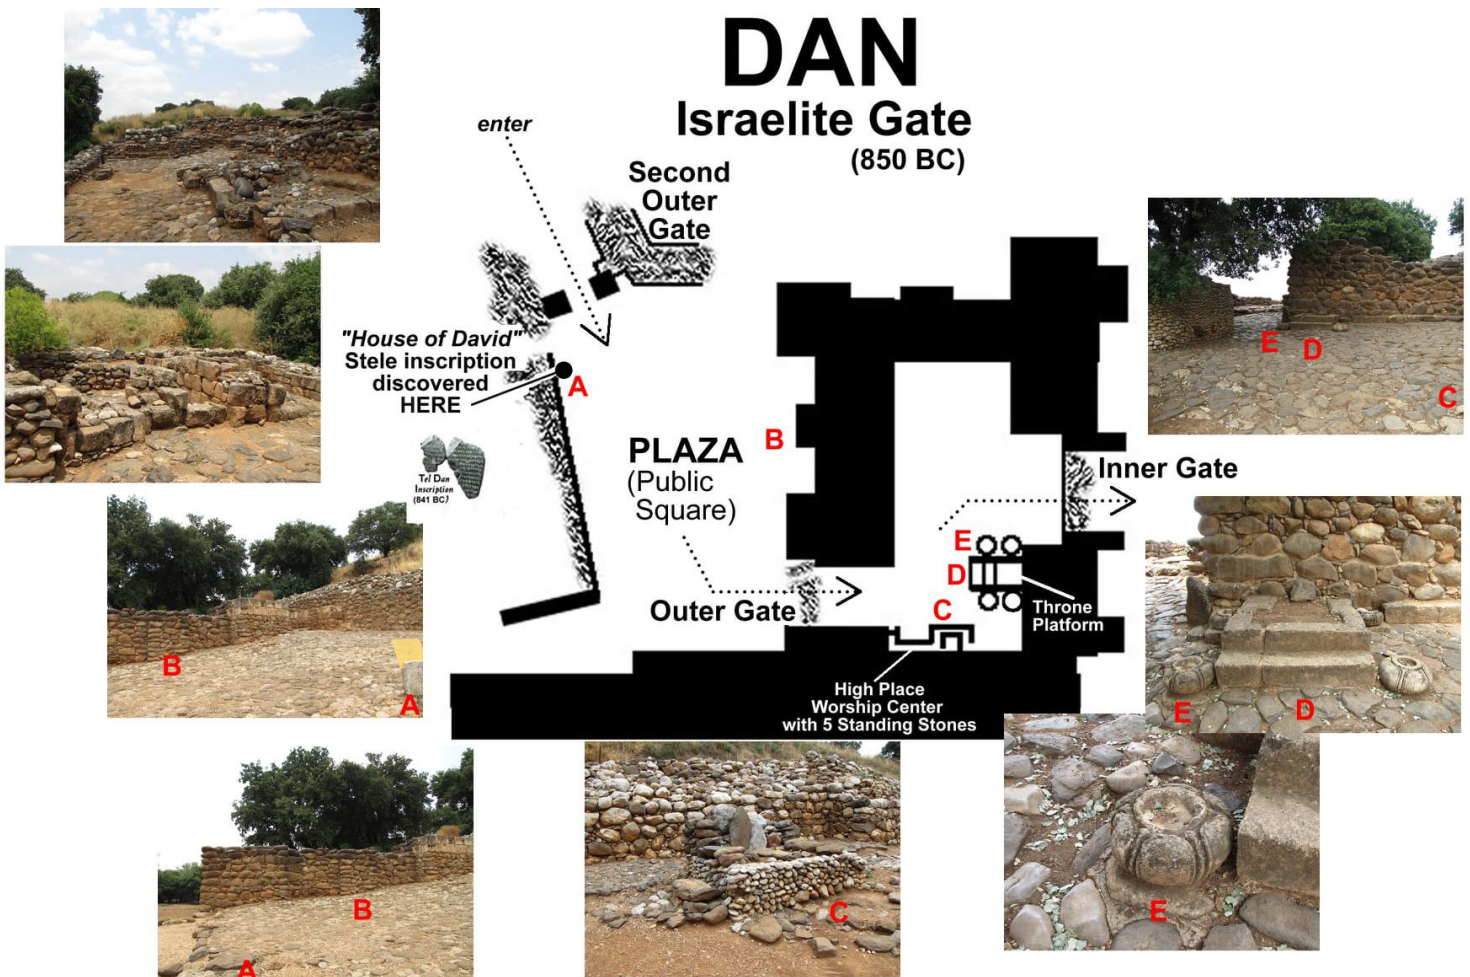 DAN
Israelite Gate
(850 BC)
enter
Second
Outer
Gate
"House of David"
Stele inscription
discovered
HERE
A
Tel Dan
Inscription
(841 BC)
PLAZA
(Public
Square)
B
Inner Gate
E
D
C
Outer Gate
Throne
Platform
High Place
Worship Center
with 5 Standing Stones
E
D
C
B
A
E
D
B
A
C
E